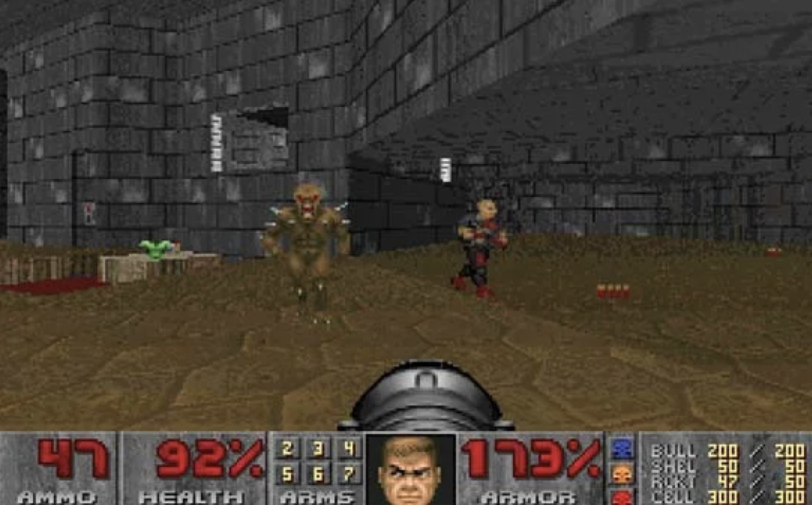 47 92% 2 3 4 173% BULL 200 / 200
5 6 7 SHEL 50 / 50
RCKT 47 / 50
AMMO HEALTH ARMS ARMOR CELL 300 / 300